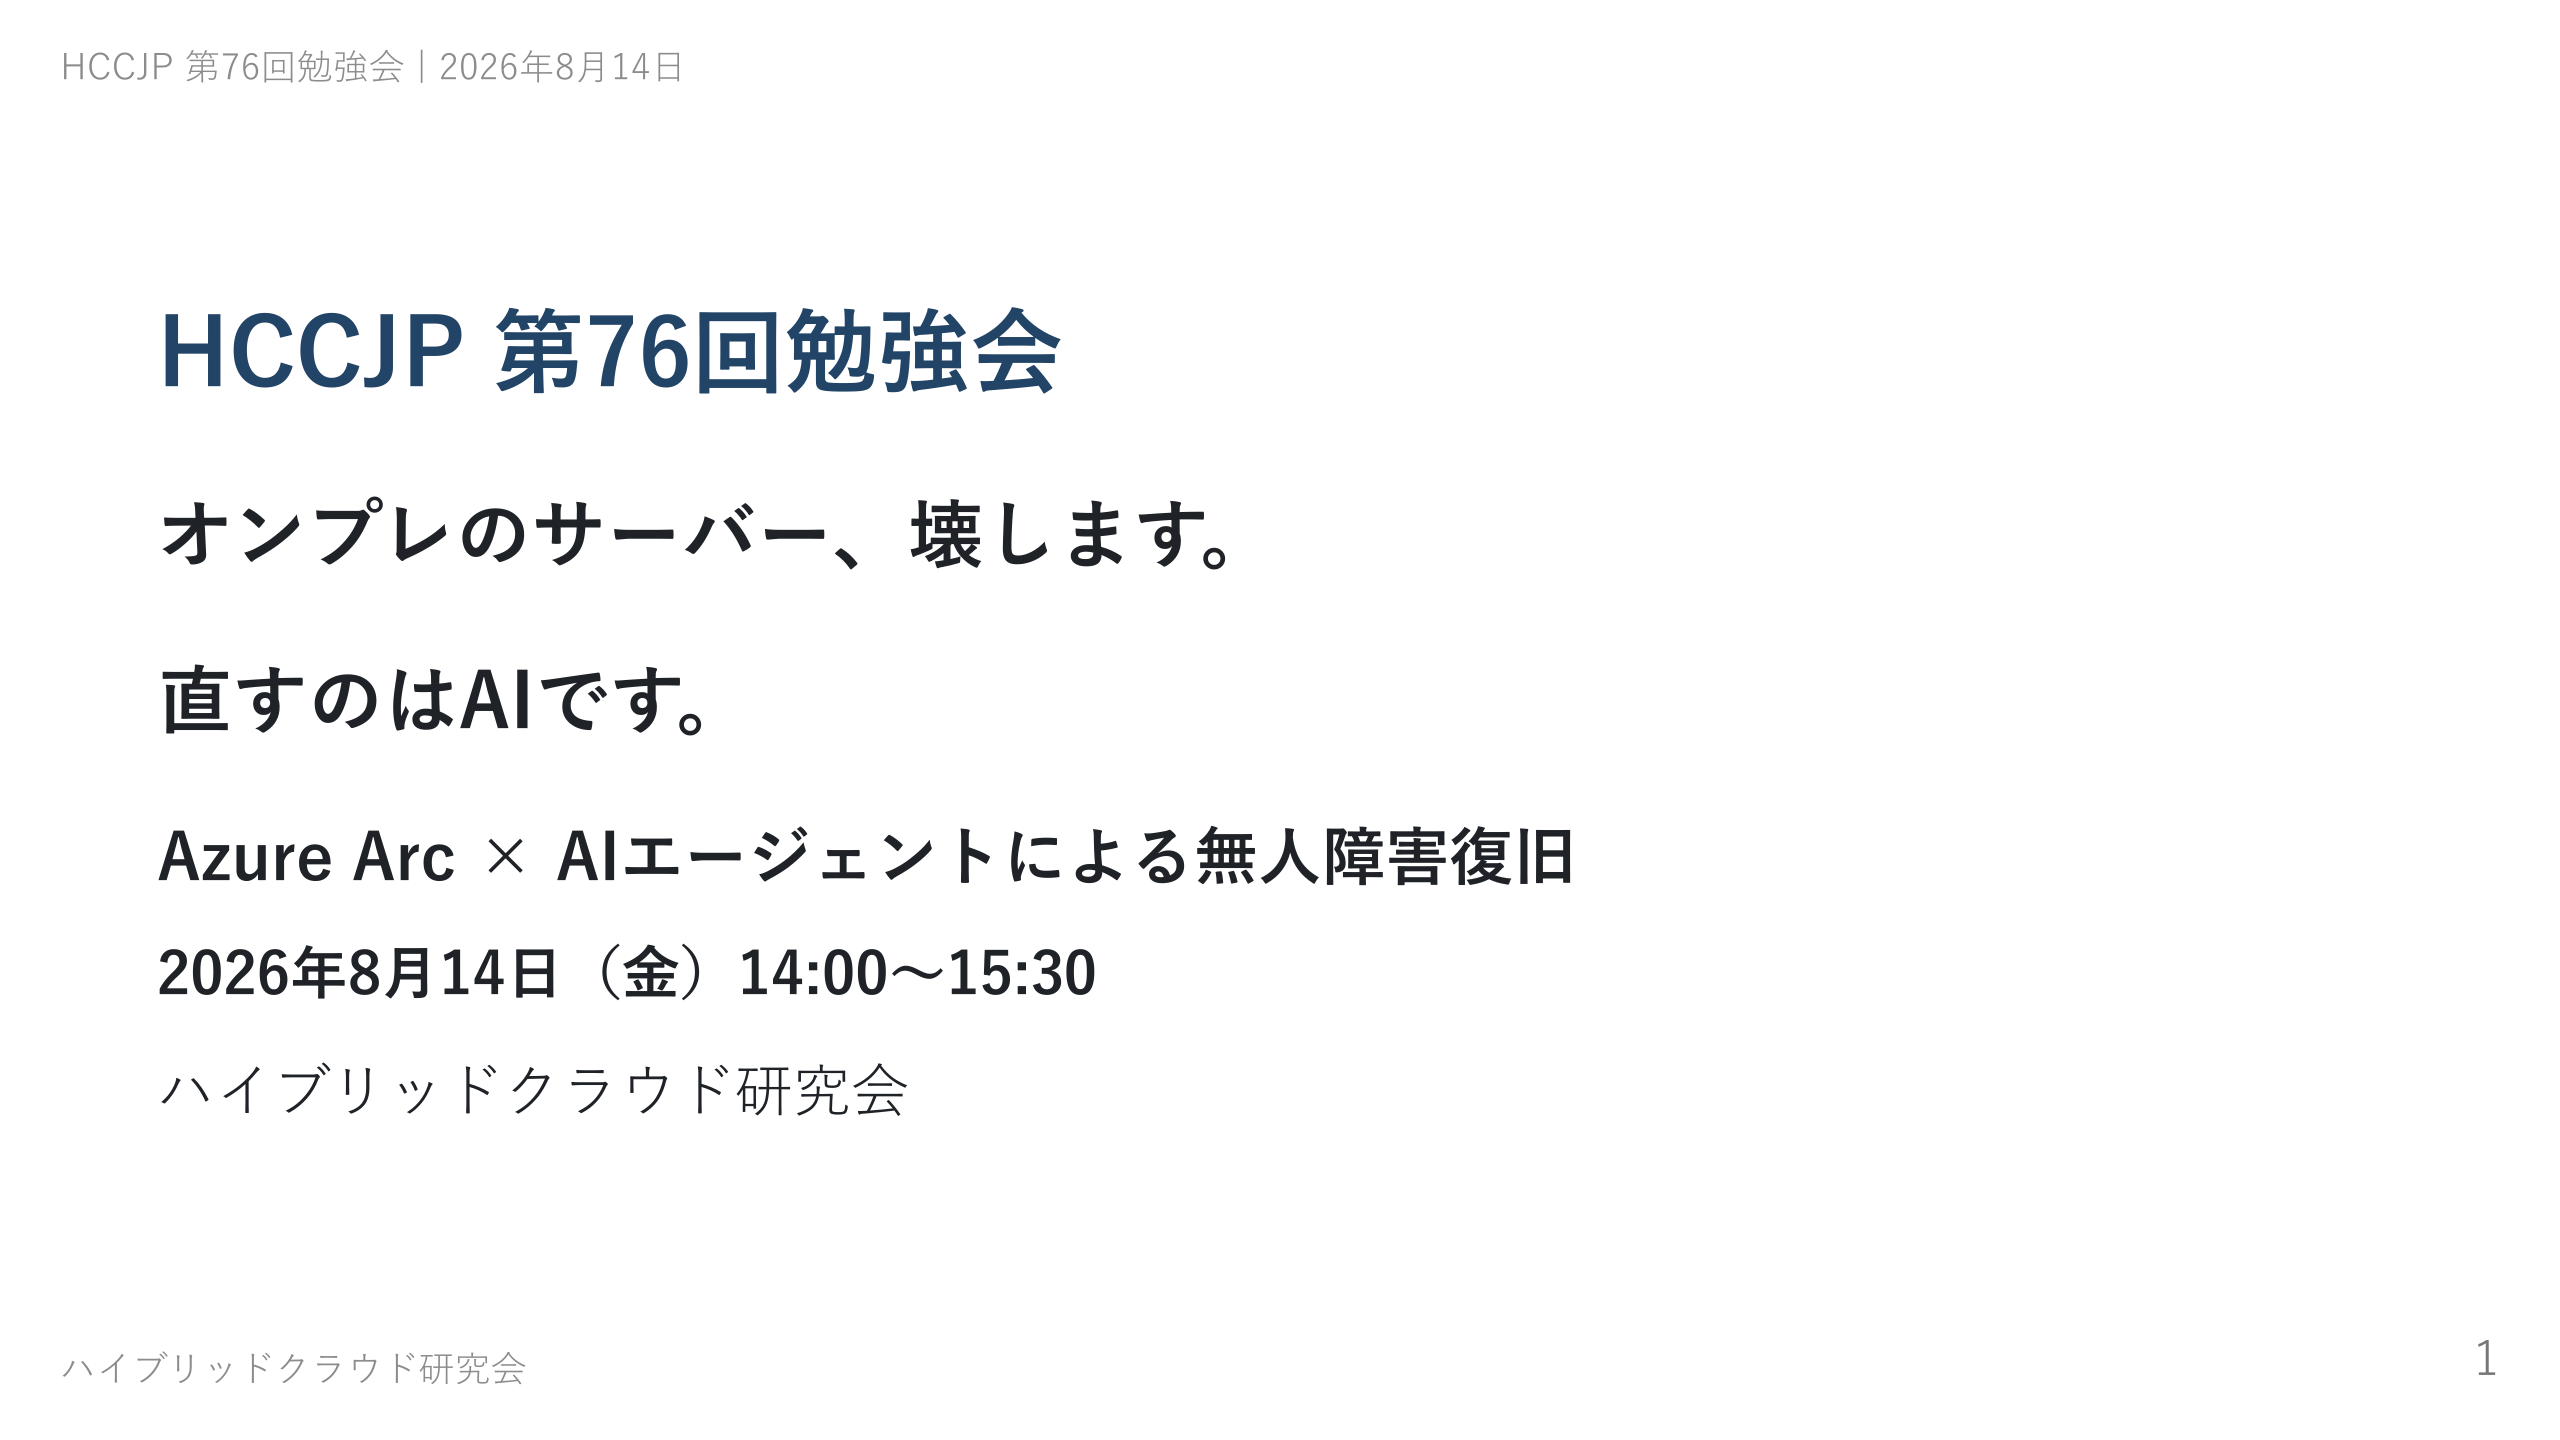 HCCJP 第76回勉強会 | 2026年8月14日
HCCJP 第76回勉強会
オンプレのサーバー、壊します。
直すのはAIです。
Azure Arc × AIエージェントによる無人障害復旧
2026年8月14日（金）14:00〜15:30
ハイブリッドクラウド研究会
ハイブリッドクラウド研究会
1